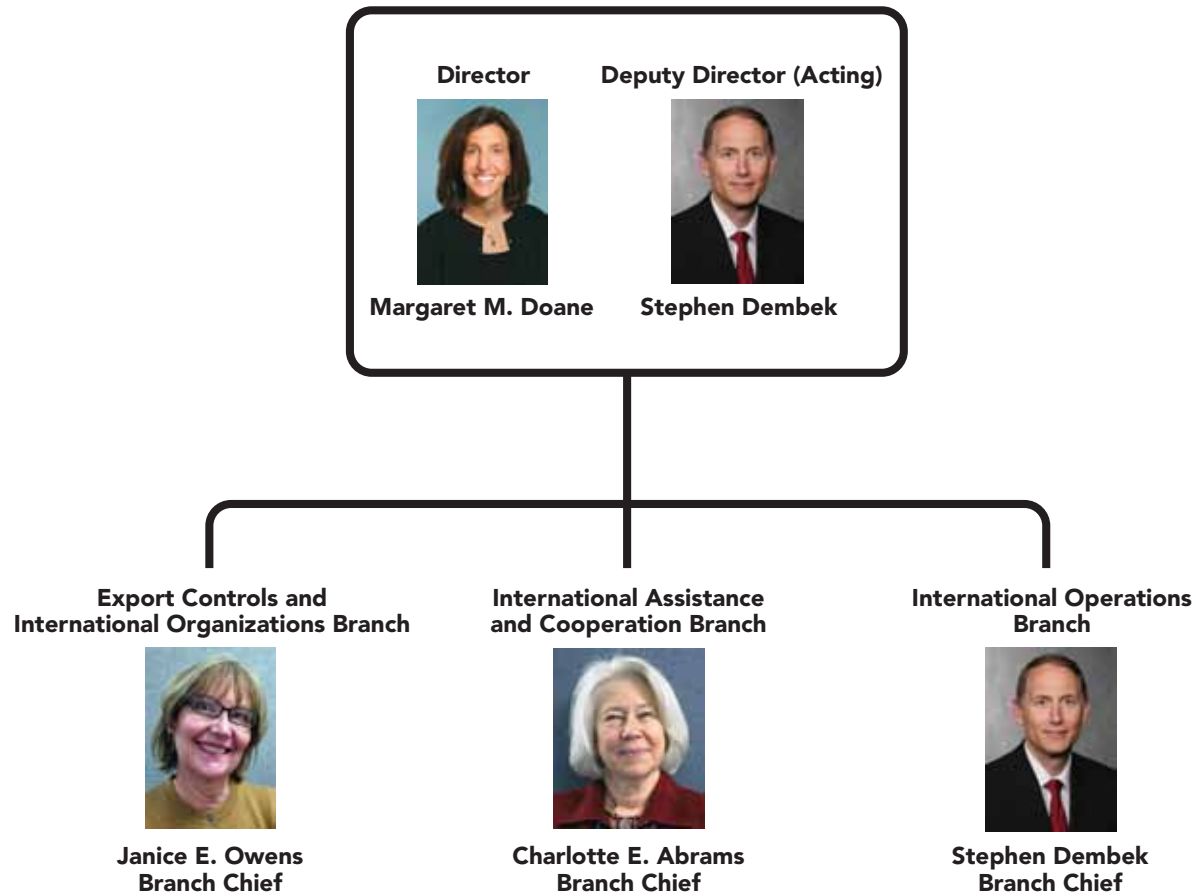 Director
Deputy Director (Acting)
Margaret M. Doane
Stephen Dembek
Export Controls and
International Organizations Branch
Janice E. Owens
Branch Chief
International Assistance
and Cooperation Branch
Charlotte E. Abrams
Branch Chief
International Operations
Branch
Stephen Dembek
Branch Chief